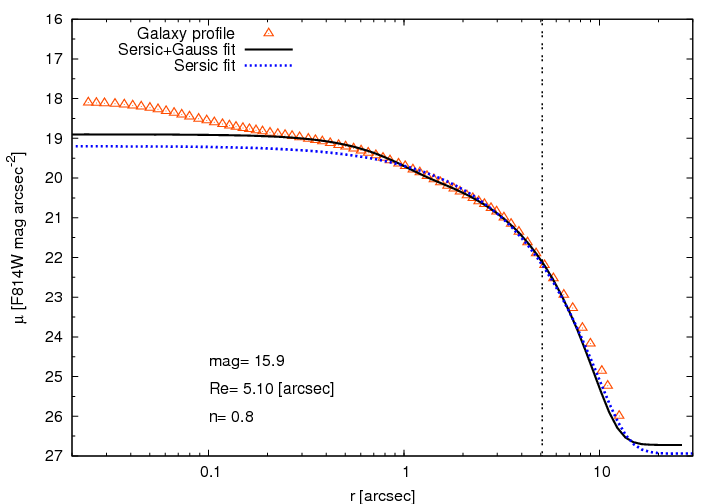 16
17
18
19
20
21
22
23
24
25
26
27
μ [F814W mag arcsec-2]
Galaxy profile
Sersic+Gauss fit
Sersic fit
mag= 15.9
Re= 5.10 [arcsec]
n= 0.8
0.1 1 10
r [arcsec]